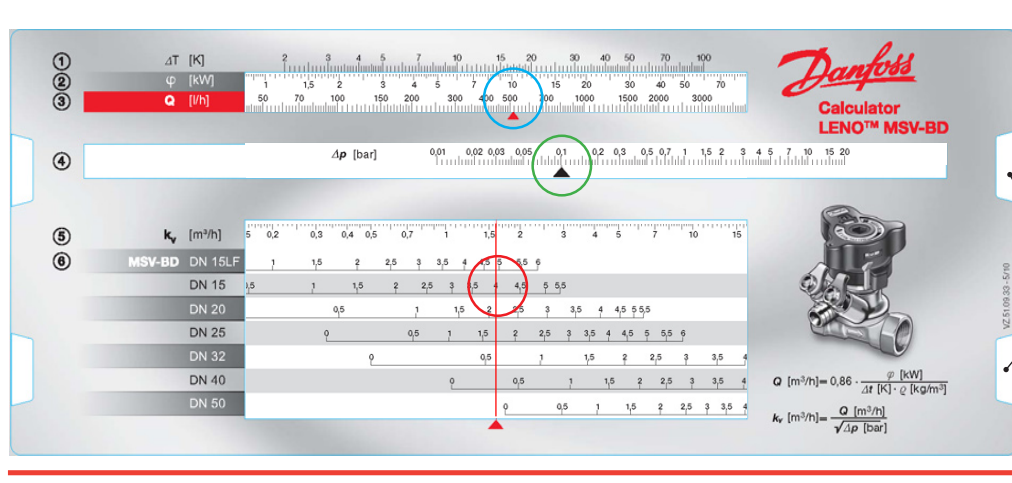 ① ΔT [K] 2 3 4 5 7 10 15 20 30 40 50 70 100
② φ [kW] 1 1,5 2 3 4 5 7 10 15 20 30 40 50 70
③ Q [l/h] 50 70 100 150 200 300 400 500 700 1000 1500 2000 3000
Danfoss
Calculator
LENO™ MSV-BD
④ Δp [bar] 0,01 0,02 0,03 0,05 0,1 0,2 0,3 0,5 0,7 1 1,5 2 3 4 5 7 10 15 20
⑤ kv [m³/h] 0,2 0,3 0,4 0,5 0,7 1 1,5 2 3 4 5 7 10 15
⑥ MSV-BD DN 15LF 1 1,5 2 2,5 3 3,5 4 4,5 5 5,5 6
DN 15 1 1,5 2 2,5 3 3,5 4 4,5 5 5,5
DN 20 0,5 1 1,5 2 2,5 3 3,5 4 4,5 5 5,5
DN 25 0 0,5 1 1,5 2 2,5 3 3,5 4 4,5 5 5,5 6
DN 32 0 0,5 1 1,5 2 2,5 3 3,5 4
DN 40 0 0,5 1 1,5 2 2,5 3 3,5 4
DN 50 0 0,5 1 1,5 2 2,5 3 3,5 4
Q [m³/h]= 0,86 · φ [kW] / Δt [K] · ϱ [kg/m³]
kv [m³/h]= Q [m³/h] / √Δp [bar]
VZ.51.09.33 - 5/10